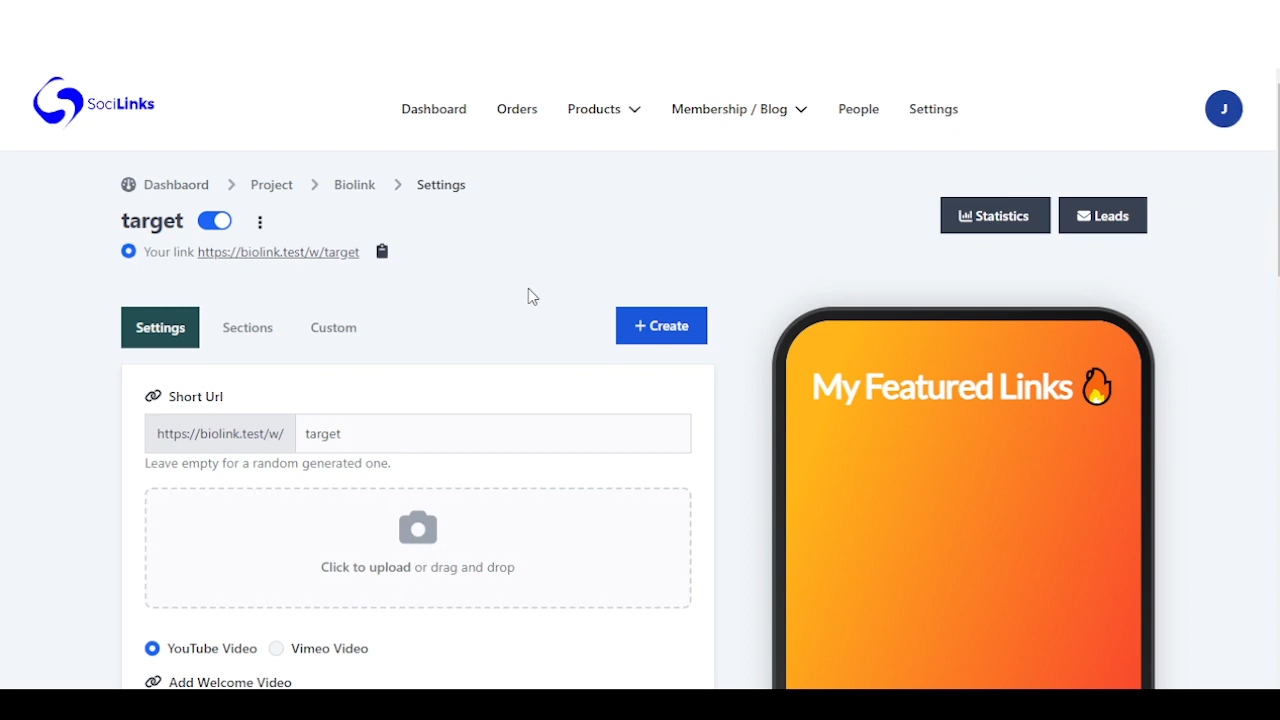 SociLinks
Dashboard Orders Products Membership / Blog People Settings
J
Dashbaord Project Biolink Settings
target
Statistics Leads
Your link https://biolink.test/w/target
Settings Sections Custom
+ Create
My Featured Links 🔥
Short Url
https://biolink.test/w/ target
Leave empty for a random generated one.
Click to upload or drag and drop
YouTube Video Vimeo Video
Add Welcome Video